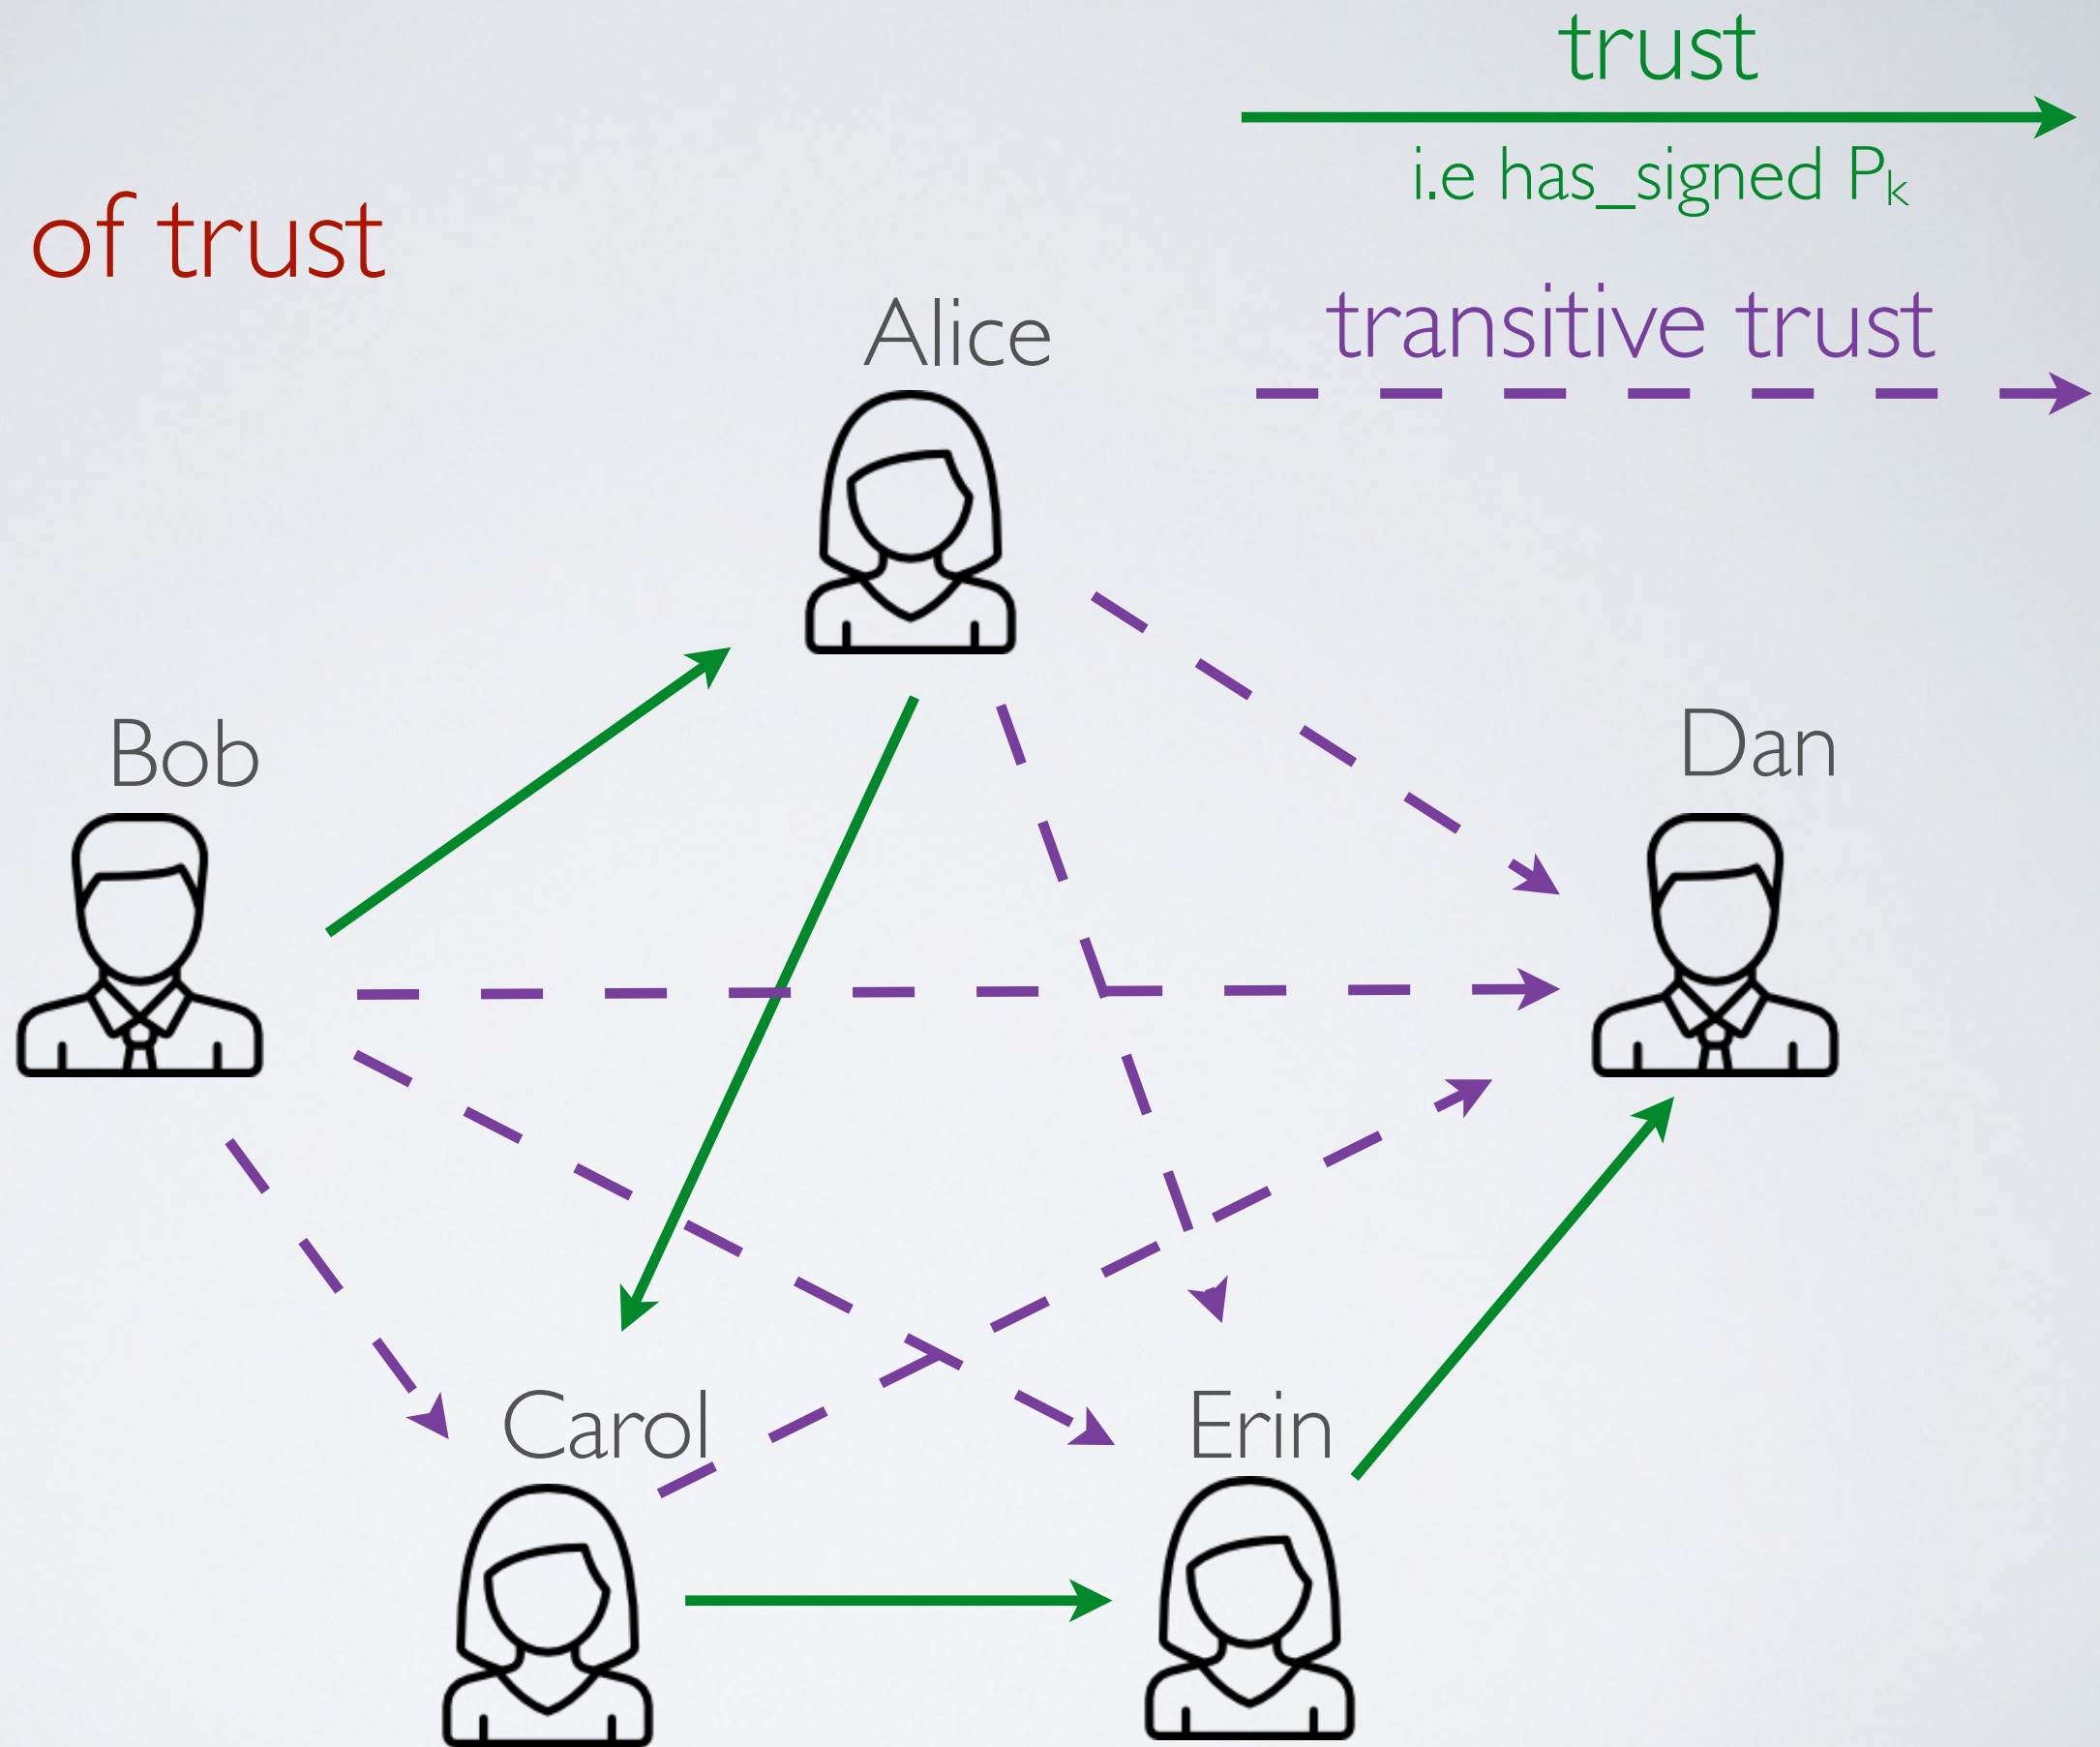 trust
i.e has_signed Pk
of trust
transitive trust
Alice
Bob
Dan
Carol
Erin